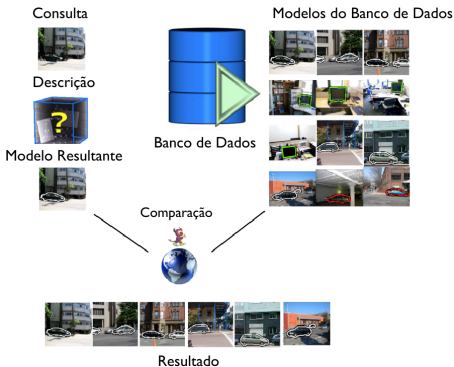 Consulta
Modelos do Banco de Dados
Descrição
?
Banco de Dados
Modelo Resultante
Comparação
Resultado